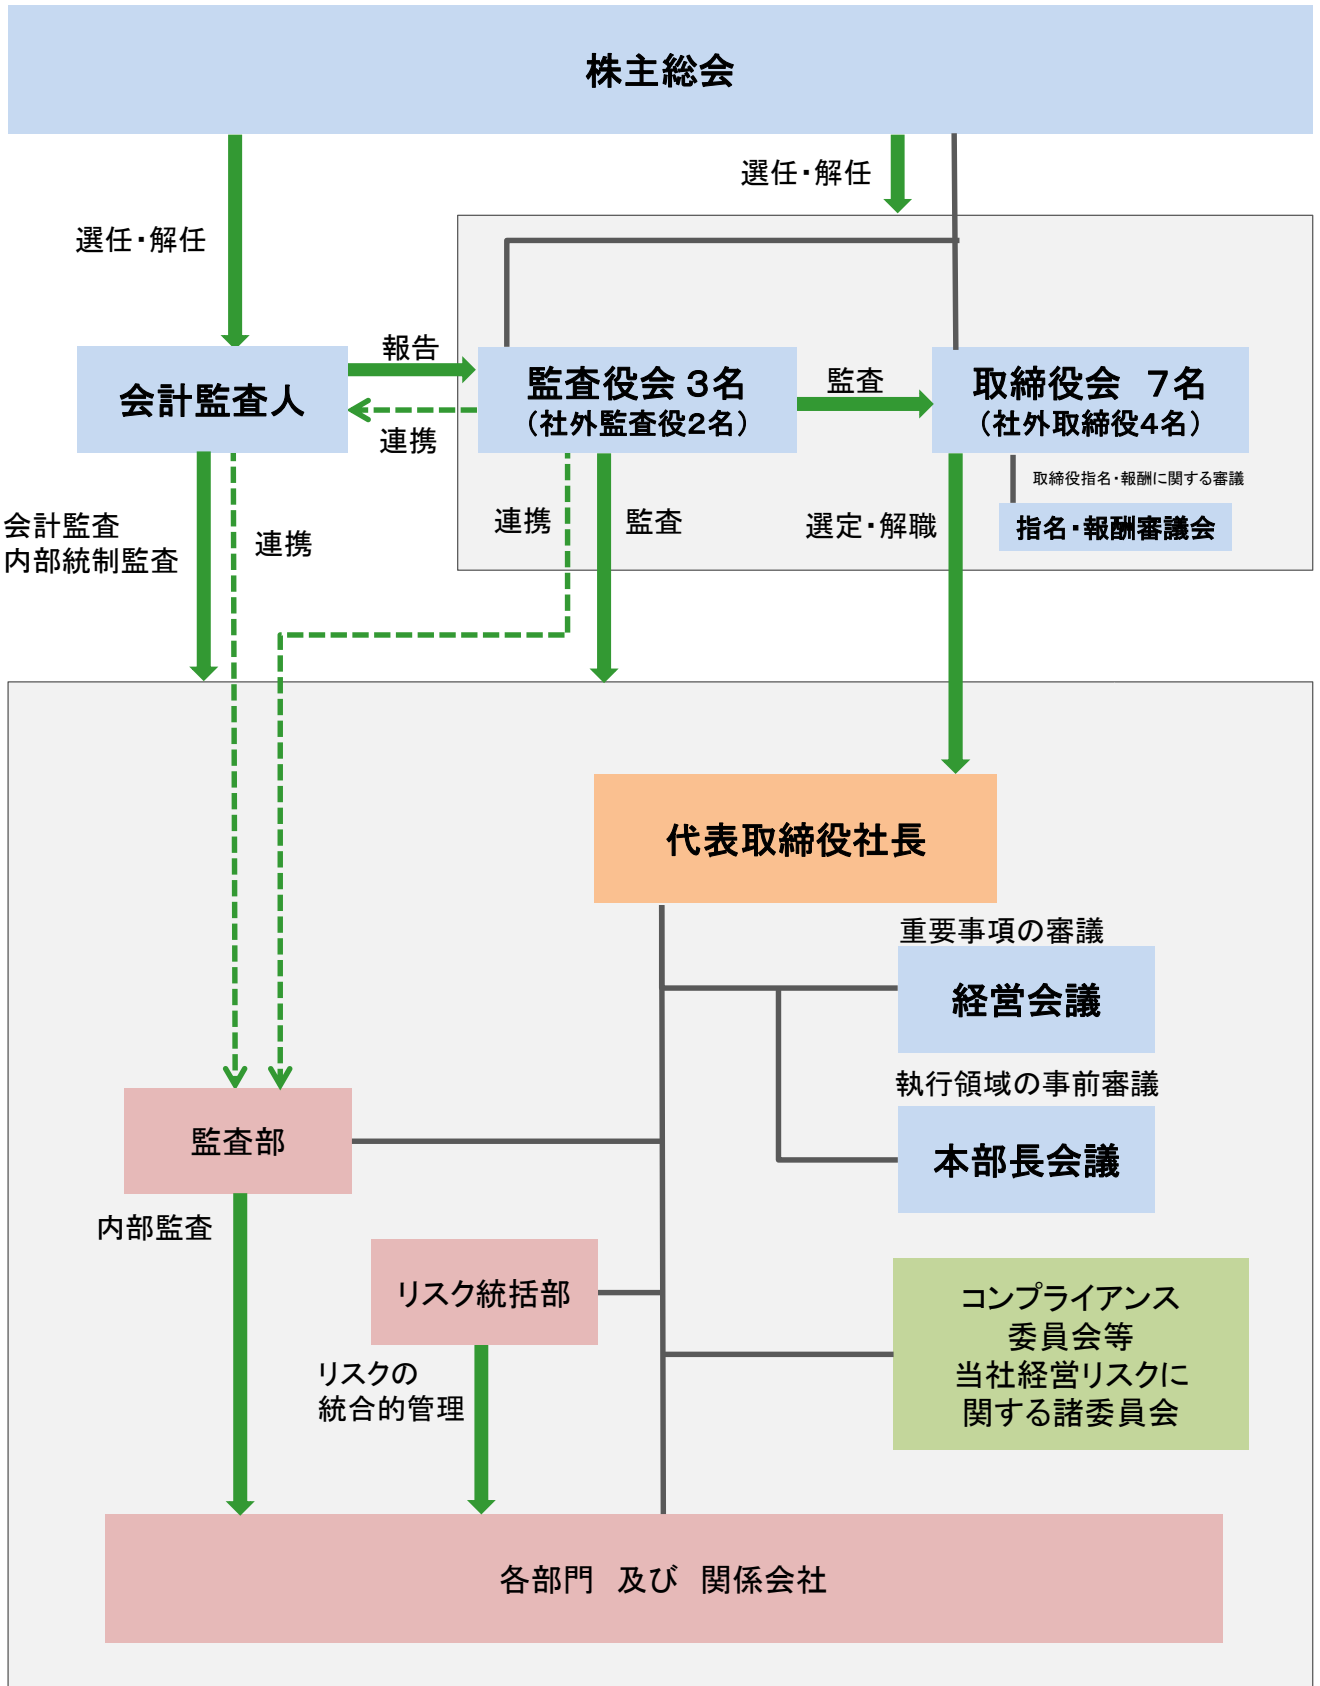 株主総会
選任・解任
選任・解任
報告
会計監査人
監査役会 3名
(社外監査役2名)
監査
取締役会　7名
(社外取締役4名)
連携
取締役指名・報酬に関する審議
指名・報酬審議会
会計監査
内部統制監査
連携
連携
監査
選定・解職
代表取締役社長
重要事項の審議
経営会議
執行領域の事前審議
本部長会議
監査部
内部監査
リスク統括部
リスクの
統合的管理
コンプライアンス
委員会等
当社経営リスクに
関する諸委員会
各部門　及び　関係会社